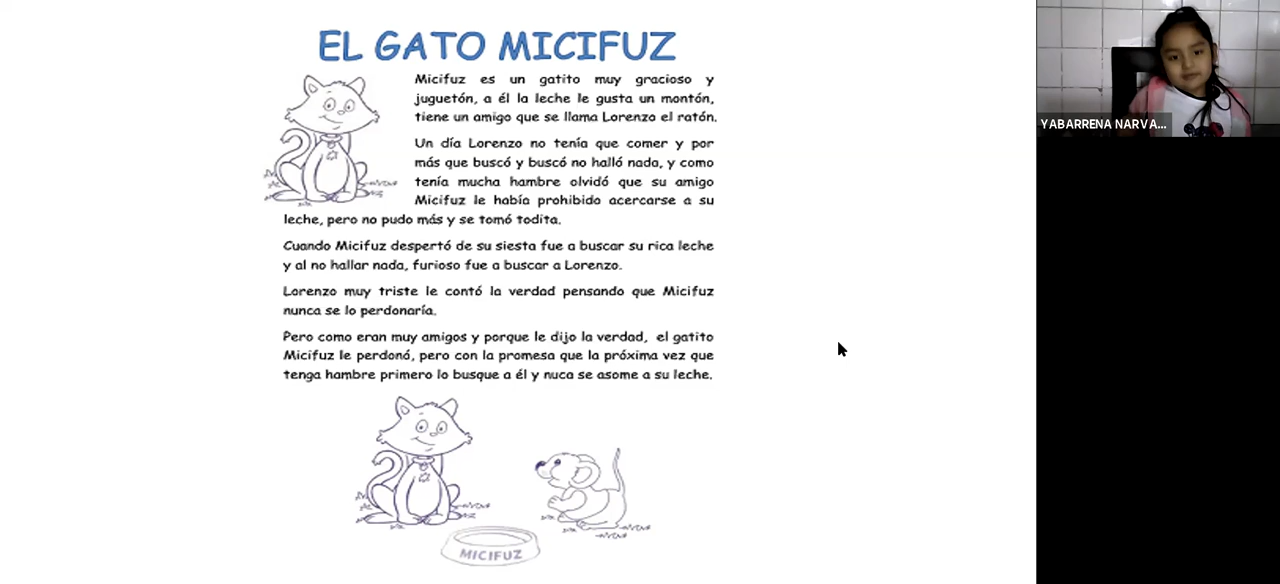 EL GATO MICIFUZ
Micifuz es un gatito muy gracioso y
juguetón, a él la leche le gusta un montón,
tiene un amigo que se llama Lorenzo el ratón.
Un día Lorenzo no tenía que comer y por
más que buscó y buscó no halló nada, y como
tenía mucha hambre olvidó que su amigo
Micifuz le había prohibido acercarse a su
leche, pero no pudo más y se tomó todita.
Cuando Micifuz despertó de su siesta fue a buscar su rica leche
y al no hallar nada, furioso fue a buscar a Lorenzo.
Lorenzo muy triste le contó la verdad pensando que Micifuz
nunca se lo perdonaría.
Pero como eran muy amigos y porque le dijo la verdad, el gatito
Micifuz le perdonó, pero con la promesa que la próxima vez que
tenga hambre primero lo busque a él y nuca se asome a su leche.
MICIFUZ
YABARRENA NARVA...